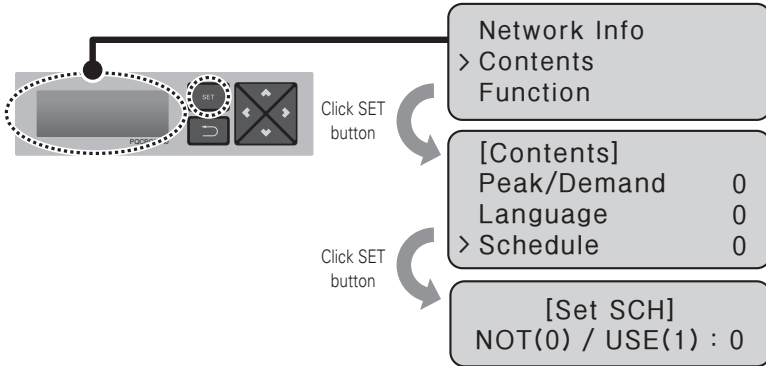 Network Info
> Contents
Function
SET
Click SET
button
[Contents]
Peak/Demand 0
Language 0
> Schedule 0
Click SET
button
[Set SCH]
NOT(0) / USE(1) : 0